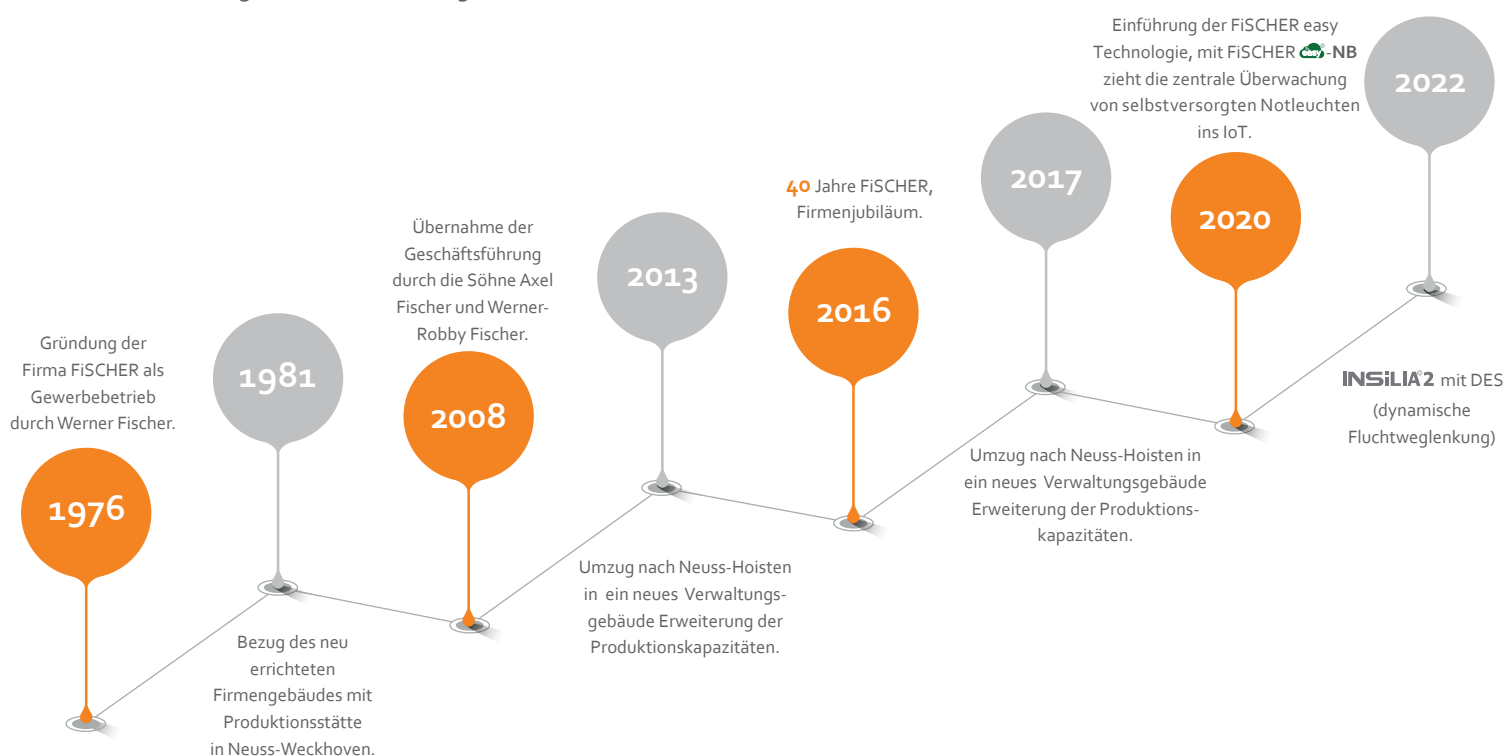 1976
Gründung der
Firma FiSCHER als
Gewerbebetrieb
durch Werner Fischer.
1981
Bezug des neu
errichteten
Firmengebäudes mit
Produktionsstätte
in Neuss-Weckhoven.
2008
Übernahme der
Geschäftsführung
durch die Söhne Axel
Fischer und Werner-
Robby Fischer.
2013
Umzug nach Neuss-Hoisten
in ein neues Verwaltungs-
gebäude Erweiterung der
Produktionskapazitäten.
2016
40 Jahre FiSCHER,
Firmenjubiläum.
2017
Umzug nach Neuss-Hoisten in
ein neues Verwaltungsgebäude
Erweiterung der Produktions-
kapazitäten.
2020
Einführung der FiSCHER easy
Technologie, mit FiSCHER easy-NB
zieht die zentrale Überwachung
von selbstversorgten Notleuchten
ins IoT.
2022
INSiLIA®2 mit DES
(dynamische
Fluchtweglenkung)